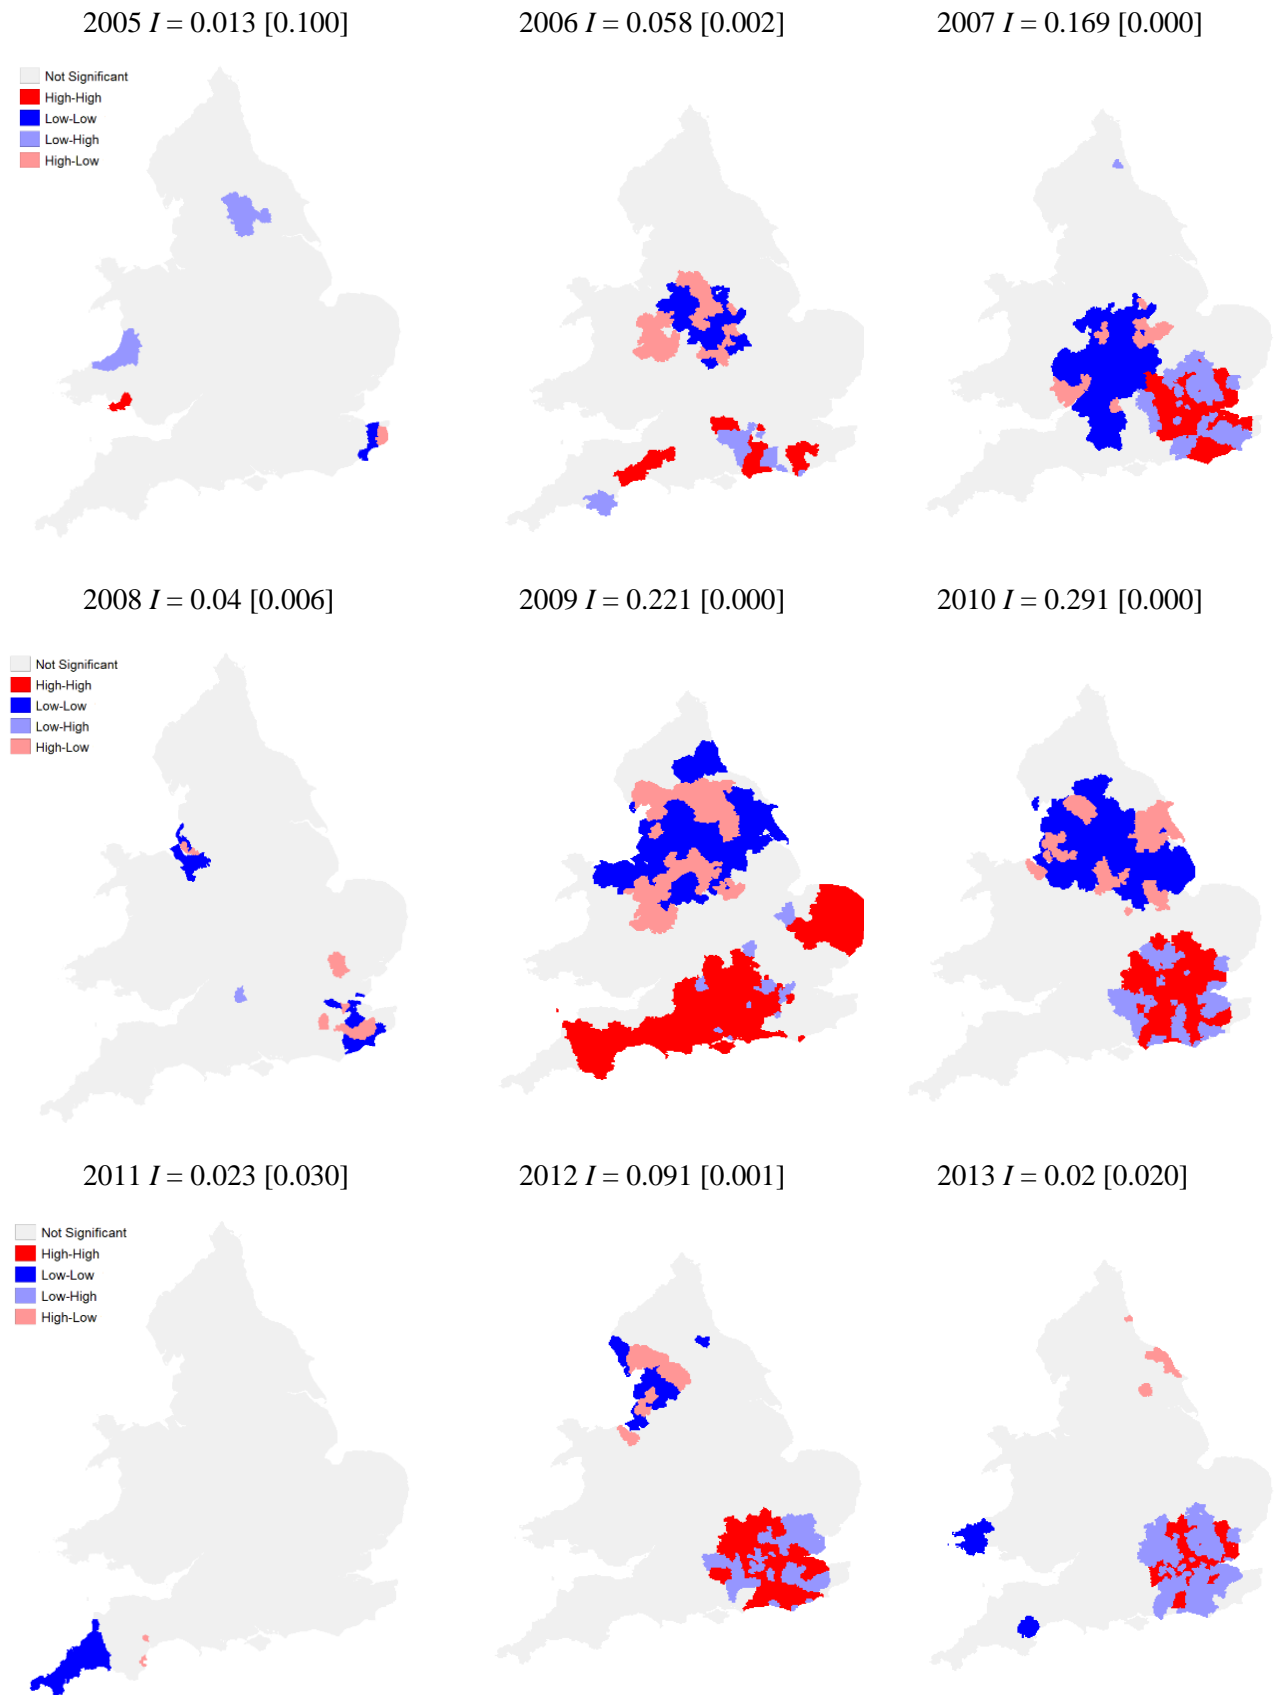 2005 I = 0.013 [0.100]
2006 I = 0.058 [0.002]
2007 I = 0.169 [0.000]
Not Significant
High-High
Low-Low
Low-High
High-Low
2008 I = 0.04 [0.006]
2009 I = 0.221 [0.000]
2010 I = 0.291 [0.000]
Not Significant
High-High
Low-Low
Low-High
High-Low
2011 I = 0.023 [0.030]
2012 I = 0.091 [0.001]
2013 I = 0.02 [0.020]
Not Significant
High-High
Low-Low
Low-High
High-Low